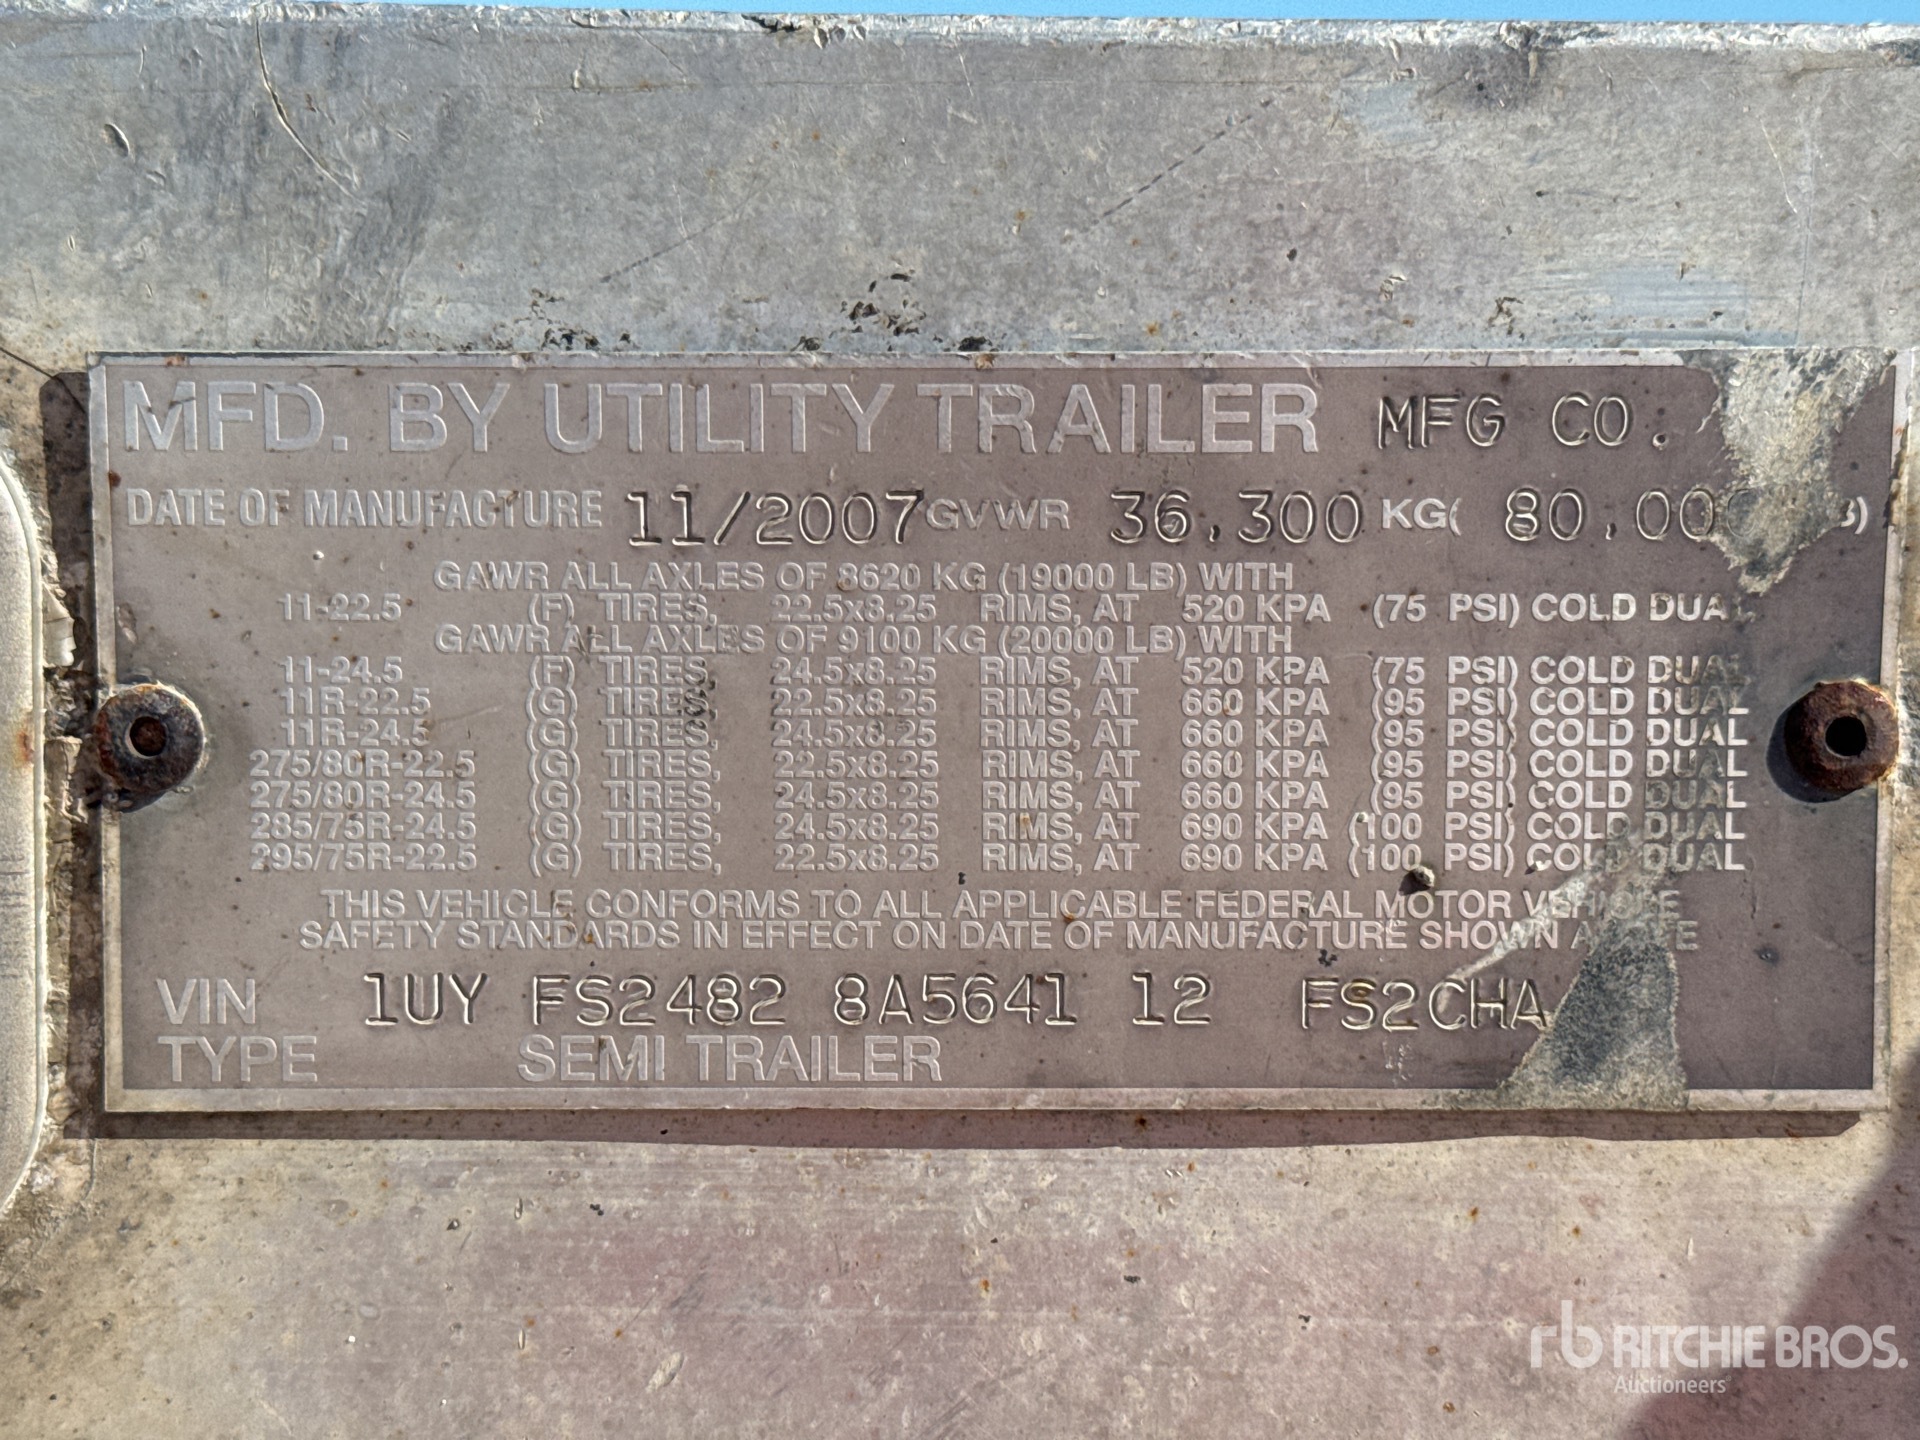 MFD. BY UTILITY TRAILER MFG CO.
DATE OF MANUFACTURE 11/2007 GVWR 36,300 KG( 80,000
GAWR ALL AXLES OF 8620 KG (19000 LB) WITH
11-22.5 (F) TIRES, 22.5x8.25 RIMS, AT 520 KPA (75 PSI) COLD DUAL
GAWR ALL AXLES OF 9100 KG (20000 LB) WITH
11-24.5 (F) TIRES, 24.5x8.25 RIMS, AT 520 KPA (75 PSI) COLD DUAL
11R-22.5 (G) TIRES, 22.5x8.25 RIMS, AT 660 KPA (95 PSI) COLD DUAL
11R-24.5 (G) TIRES, 24.5x8.25 RIMS, AT 660 KPA (95 PSI) COLD DUAL
275/80R-22.5 (G) TIRES, 22.5x8.25 RIMS, AT 660 KPA (95 PSI) COLD DUAL
275/80R-24.5 (G) TIRES, 24.5x8.25 RIMS, AT 660 KPA (95 PSI) COLD DUAL
285/75R-24.5 (G) TIRES, 24.5x8.25 RIMS, AT 690 KPA (100 PSI) COLD DUAL
295/75R-22.5 (G) TIRES, 22.5x8.25 RIMS, AT 690 KPA (100 PSI) COLD DUAL
THIS VEHICLE CONFORMS TO ALL APPLICABLE FEDERAL MOTOR VEHICLE
SAFETY STANDARDS IN EFFECT ON DATE OF MANUFACTURE SHOWN ABOVE
VIN 1UY FS2482 8A5641 12 FS2CHA
TYPE SEMI TRAILER
rb RITCHIE BROS.
Auctioneers